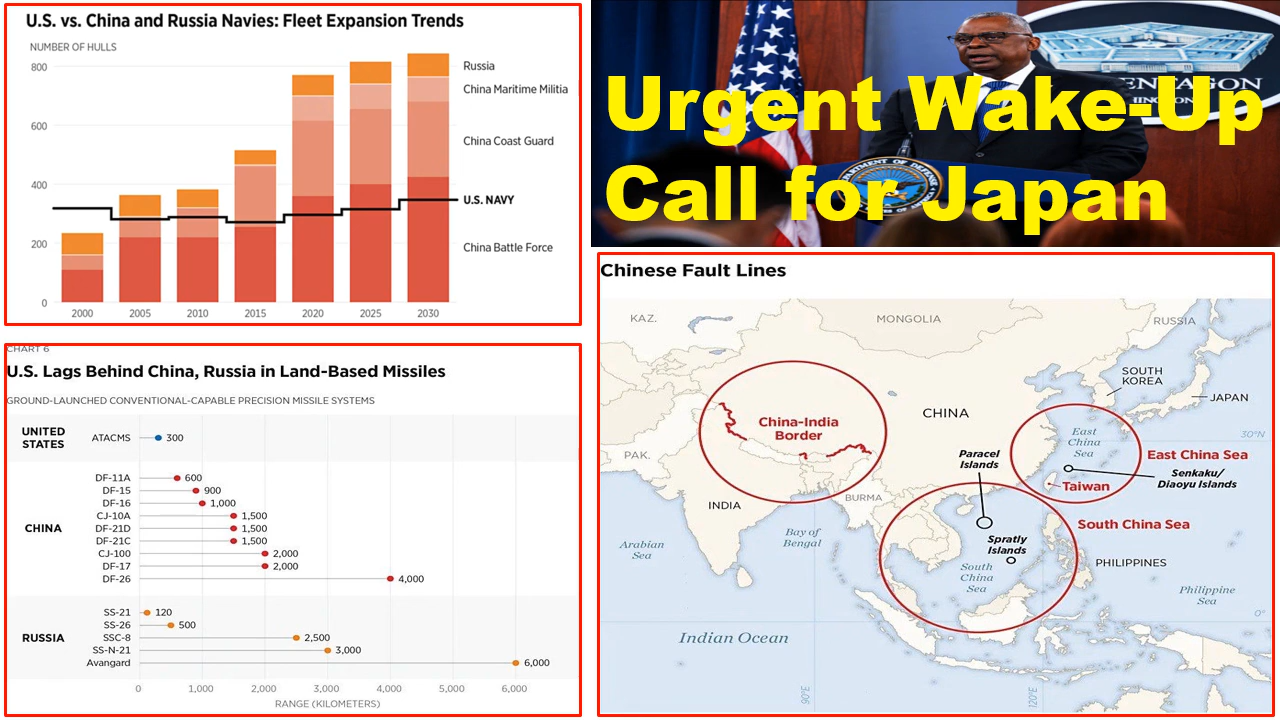 U.S. vs. China and Russia Navies: Fleet Expansion Trends
NUMBER OF HULLS
800
600
400
200
0
Russia
China Maritime Militia
China Coast Guard
U.S. NAVY
China Battle Force
2000 2005 2010 2015 2020 2025 2030
Urgent Wake-Up
Call for Japan
CHART 6
U.S. Lags Behind China, Russia in Land-Based Missiles
GROUND-LAUNCHED CONVENTIONAL-CAPABLE PRECISION MISSILE SYSTEMS
UNITED
STATES
ATACMS 300
CHINA
DF-11A 600
DF-15 900
DF-16 1,000
CJ-10A 1,500
DF-21D 1,500
DF-21C 1,500
CJ-100 2,000
DF-17 2,000
DF-26 4,000
RUSSIA
SS-21 120
SS-26 500
SSC-8 2,500
SS-N-21 3,000
Avangard 6,000
0 1,000 2,000 3,000 4,000 5,000 6,000
RANGE (KILOMETERS)
Chinese Fault Lines
KAZ.
MONGOLIA
RUSSIA
SOUTH
KOREA
JAPAN
CHINA
China-India
Border
East
China
Sea
30°N
East China Sea
PAK.
Paracel
Islands
Senkaku/
Diaoyu Islands
Taiwan
INDIA
BURMA
South China Sea
Arabian
Sea
Bay of
Bengal
Spratly
Islands
PHILIPPINES
South
China
Sea
Philippine
Sea
0°
Indian Ocean
90°E
120°E